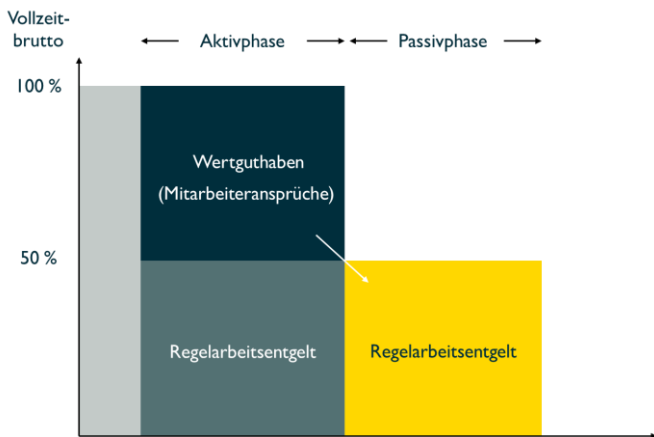 Vollzeit-
brutto
Aktivphase
Passivphase
100 %
Wertguthaben
(Mitarbeiteransprüche)
50 %
Regelarbeitsentgelt
Regelarbeitsentgelt